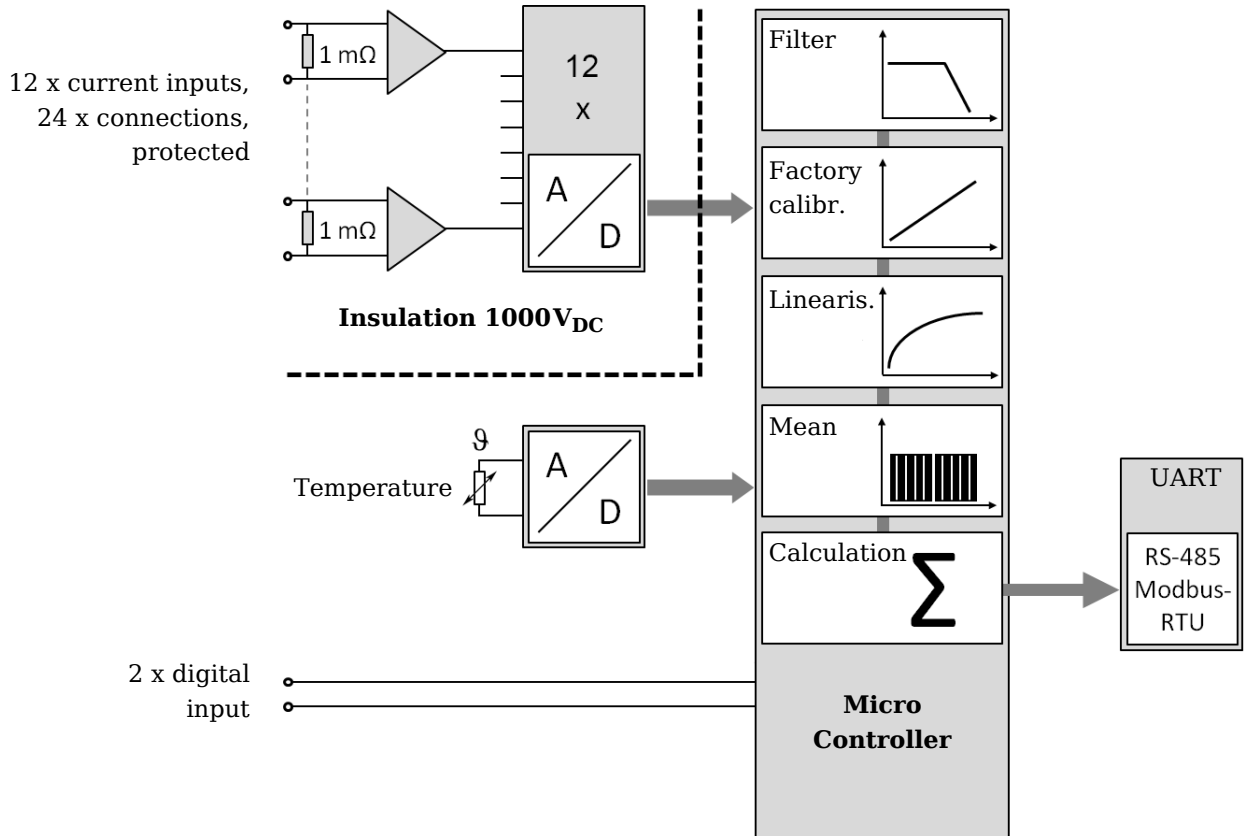 12 x current inputs,
24 x connections,
protected
1 mΩ
1 mΩ
12
x
A
D
Insulation 1000V_DC
ϑ
Temperature
A
D
2 x digital
input
Filter
Factory
calibr.
Linearis.
Mean
Calculation
Σ
Micro
Controller
UART
RS-485
Modbus-
RTU